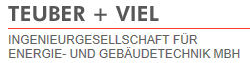 TEUBER + VIEL
INGENIEURGESELLSCHAFT FÜR
ENERGIE- UND GEBÄUDETECHNIK MBH